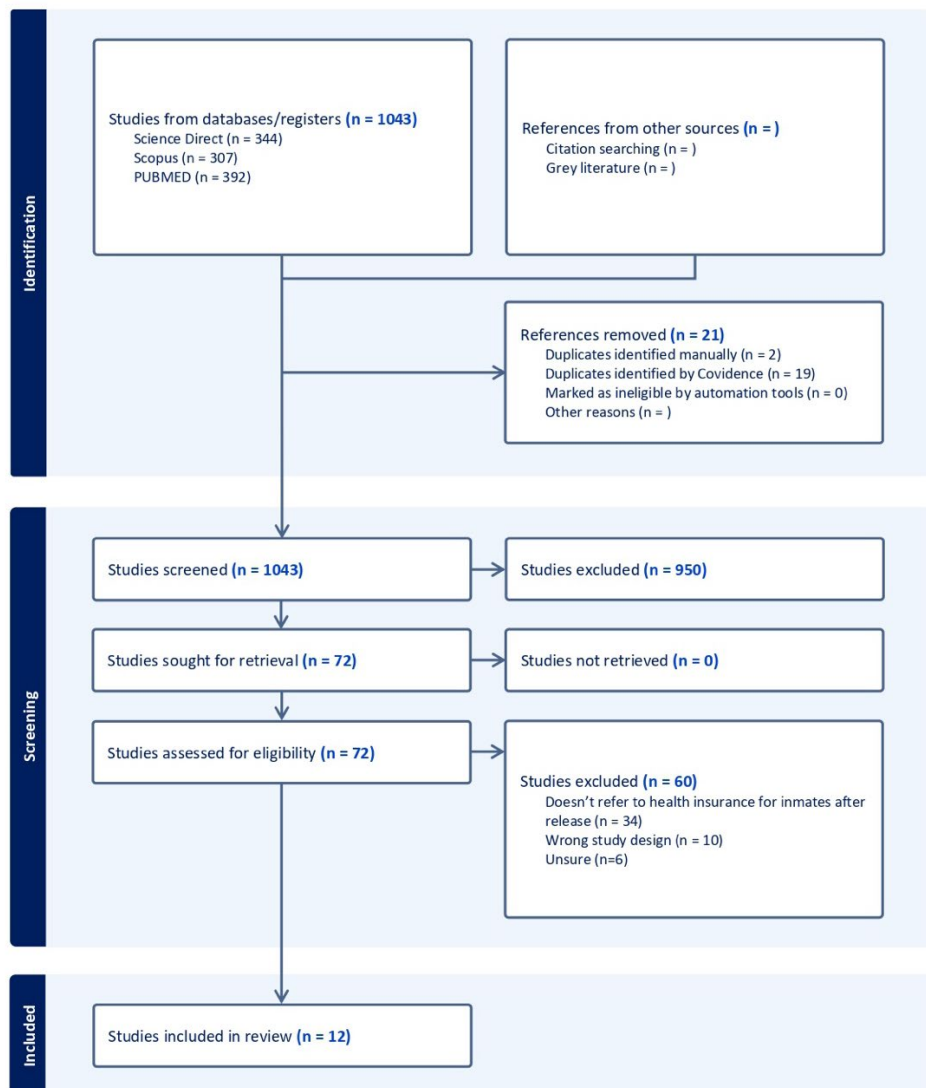 Identification
Studies from databases/registers (n = 1043)
Science Direct (n = 344)
Scopus (n = 307)
PUBMED (n = 392)
References from other sources (n = )
Citation searching (n = )
Grey literature (n = )
References removed (n = 21)
Duplicates identified manually (n = 2)
Duplicates identified by Covidence (n = 19)
Marked as ineligible by automation tools (n = 0)
Other reasons (n = )
Screening
Studies screened (n = 1043)
Studies excluded (n = 950)
Studies sought for retrieval (n = 72)
Studies not retrieved (n = 0)
Studies assessed for eligibility (n = 72)
Studies excluded (n = 60)
Doesn’t refer to health insurance for inmates after
release (n = 34)
Wrong study design (n = 10)
Unsure (n=6)
Included
Studies included in review (n = 12)